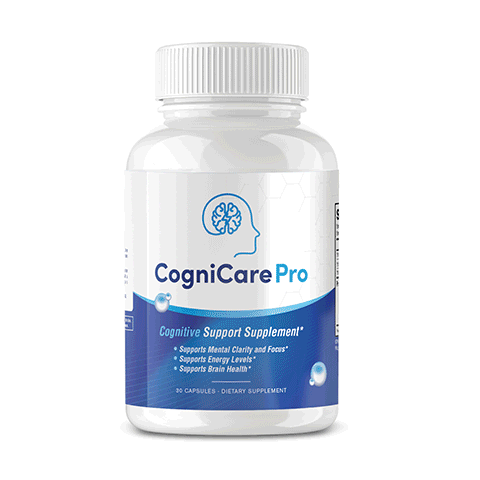 CogniCare Pro
Cognitive Support Supplement*
• Supports Mental Clarity and Focus*
• Supports Energy Levels*
• Supports Brain Health*
30 CAPSULES · DIETARY SUPPLEMENT